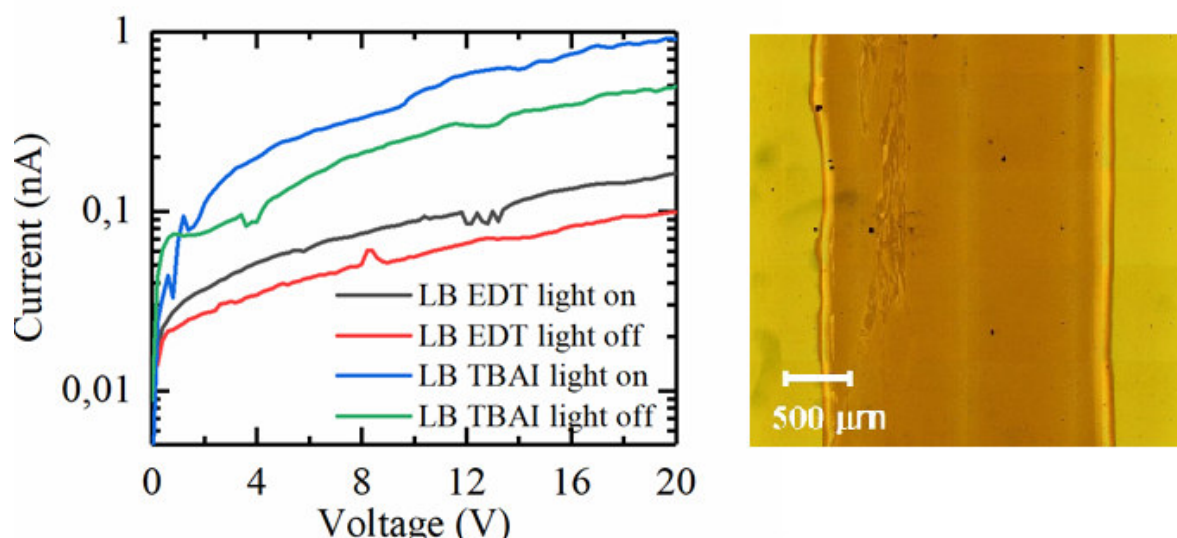 1
0,1
0,01
Current (nA)
LB EDT light on
LB EDT light off
LB TBAI light on
LB TBAI light off
0 4 8 12 16 20
Voltage (V)
500 μm